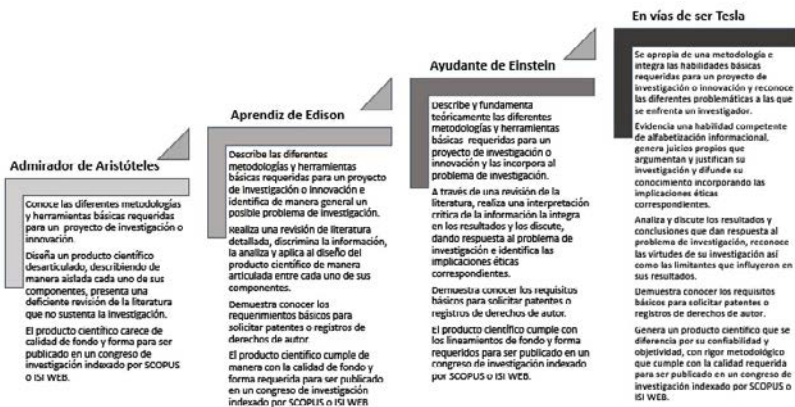 Admirador de Aristóteles
Conoce las diferentes metodologías
y herramientas básicas requeridas
para un proyecto de investigación o
innovación.
Diseña un producto científico
desarticulado, describiendo de
manera aislada cada uno de sus
componentes, presenta una
deficiente revisión de la literatura
que no sustenta la investigación.
El producto científico carece de
calidad de fondo y forma para ser
publicado en un congreso de
investigación indexado por SCOPUS
o ISI WEB.
Aprendiz de Edison
Describe las diferentes
metodologías y herramientas
básicas requeridas para un proyecto
de investigación o innovación e
identifica de manera general un
posible problema de investigación.
Realiza una revisión de literatura
detallada, discrimina la información,
la analiza y aplica al diseño del
producto científico de manera
articulada entre cada uno de sus
componentes.
Demuestra conocer los
requerimientos básicos para
solicitar patentes o registros de
derechos de autor.
El producto científico cumple de
manera con la calidad de fondo y
forma requerida para ser publicado
en un congreso de investigación
indexado por SCOPUS o ISI WEB
Ayudante de Einstein
Describe y fundamenta
teóricamente las diferentes
metodologías y herramientas
básicas requeridas para un
proyecto de investigación o
innovación y las incorpora al
problema de investigación.
A través de una revisión de la
literatura, realiza una interpretación
crítica de la información la integra
en los resultados y los discute,
dando respuesta al problema de
investigación e identifica las
implicaciones éticas
correspondientes.
Demuestra conocer los requisitos
básicos para solicitar patentes o
registros de derechos de autor.
El producto científico cumple con
los lineamientos de fondo y forma
requeridos para ser publicado en un
congreso de investigación indexado
por SCOPUS o ISI WEB.
En vías de ser Tesla
Se apropia de una metodología e
integra las habilidades básicas
requeridas para un proyecto de
investigación o innovación y reconoce
las diferentes problemáticas a las que
se enfrenta un investigador.
Evidencia una habilidad competente
de alfabetización informacional,
genera juicios propios que
argumentan y justifican su
investigación y difunde su
conocimiento incorporando las
implicaciones éticas
correspondientes.
Analiza y discute los resultados y
conclusiones que dan respuesta al
problema de investigación, reconoce
las virtudes de su investigación así
como las limitantes que influyeron en
sus resultados.
Demuestra conocer los requisitos
básicos para solicitar patentes o
registros de derechos de autor.
Genera un producto científico que se
diferencia por su confiabilidad y
objetividad, con rigor metodológico
que cumple con la calidad requerida
para ser publicado en un congreso de
investigación indexado por SCOPUS o
ISI WEB.